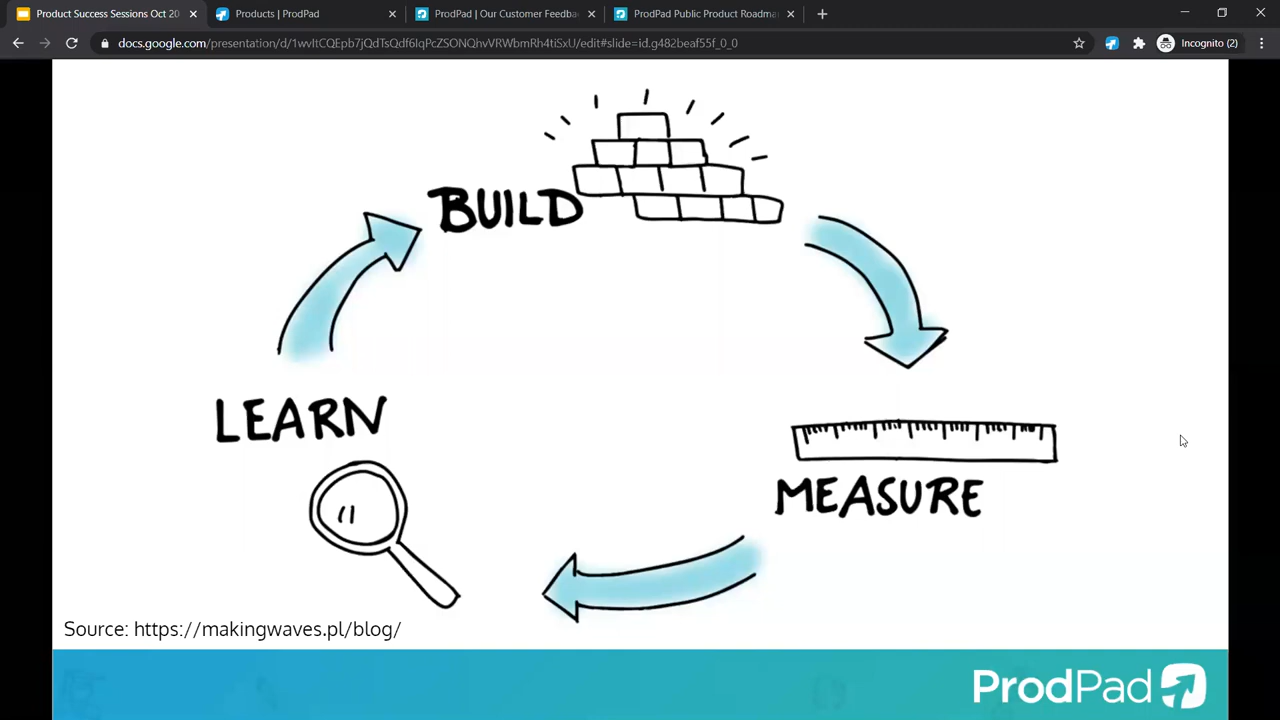 Product Success Sessions Oct 20
Products | ProdPad
ProdPad | Our Customer Feedba
ProdPad Public Product Roadma
docs.google.com/presentation/d/1wvItCQEpb7jQdTsQdf6IqPcZSONQhvVRWbmRh4tiSxU/edit#slide=id.g482beaf55f_0_0
Incognito (2)
BUILD
LEARN
MEASURE
Source: https://makingwaves.pl/blog/
ProdPad